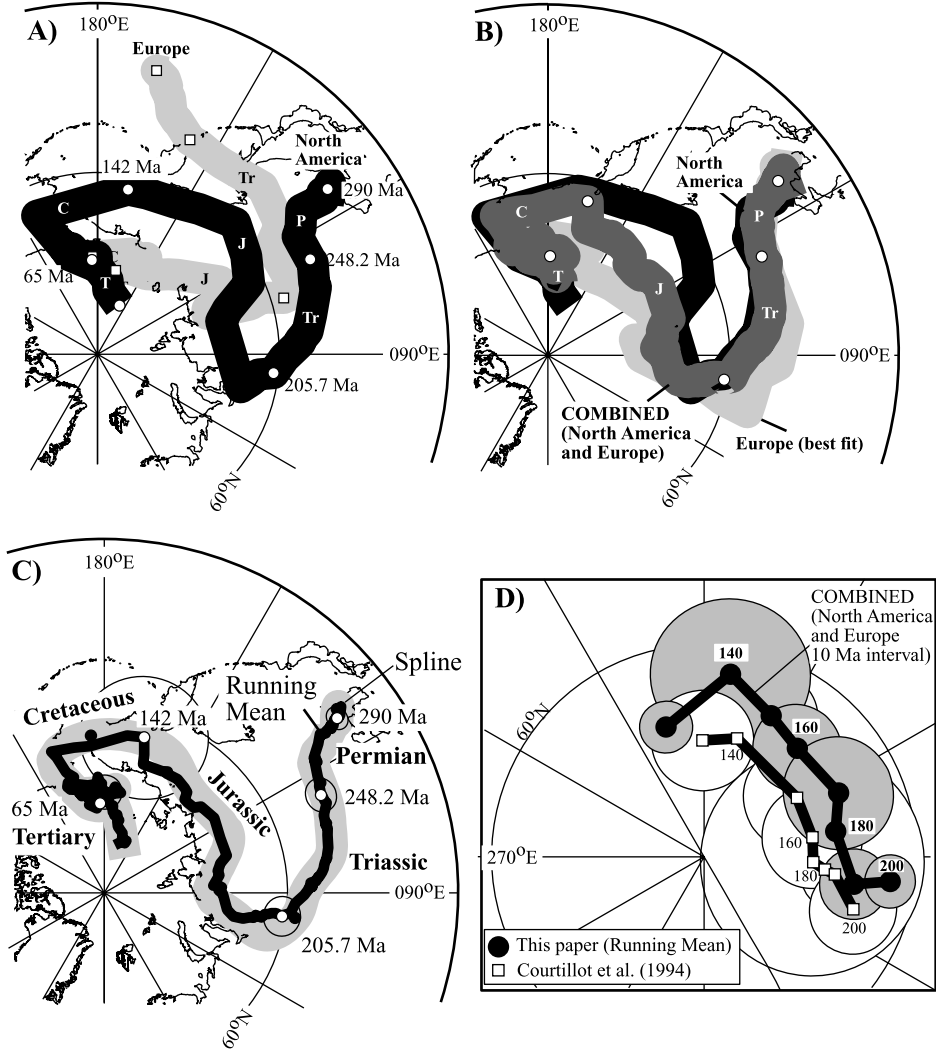 A)
180°E
Europe
North
America
142 Ma
Tr
290 Ma
C
P
J
248.2 Ma
C
65 Ma
T
J
Tr
090°E
205.7 Ma
60°N
B)
180°E
North
America
C
P
T
J
Tr
090°E
COMBINED
(North America
and Europe)
Europe (best fit)
60°N
C)
180°E
Spline
Running
Mean
Cretaceous
142 Ma
290 Ma
Permian
Jurassic
65 Ma
248.2 Ma
Tertiary
Triassic
090°E
205.7 Ma
60°N
D)
COMBINED
(North America
and Europe
10 Ma interval)
140
60°N
160
140
180
160
270°E
180
200
200
This paper (Running Mean)
Courtillot et al. (1994)